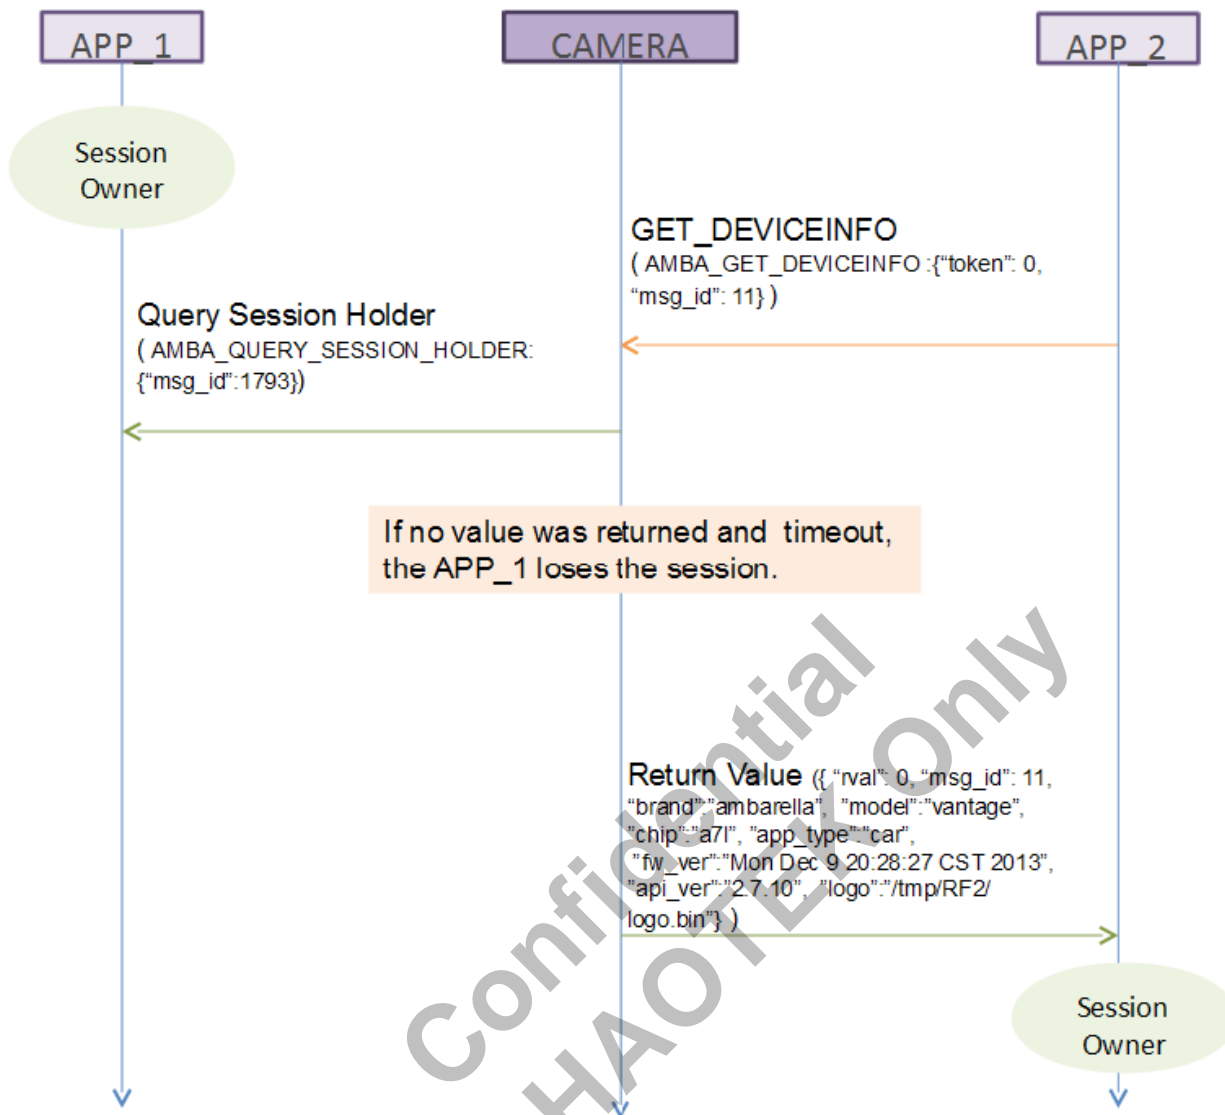 APP_1
CAMERA
APP_2
Session
Owner
GET_DEVICEINFO
( AMBA_GET_DEVICEINFO :{“token”: 0,
“msg_id”: 11} )
Query Session Holder
( AMBA_QUERY_SESSION_HOLDER:
{“msg_id”:1793})
If no value was returned and timeout,
the APP_1 loses the session.
Return Value ({ “rval”: 0, “msg_id”: 11,
“brand”:”ambarella”, ”model”:”vantage”,
”chip”:”a7l”, ”app_type”:”car”,
”fw_ver”:”Mon Dec 9 20:28:27 CST 2013”,
”api_ver”:”2.7.10”, ”logo”:”/tmp/RF2/
logo.bin”} )
Session
Owner
Confidential
HAOTEK Only